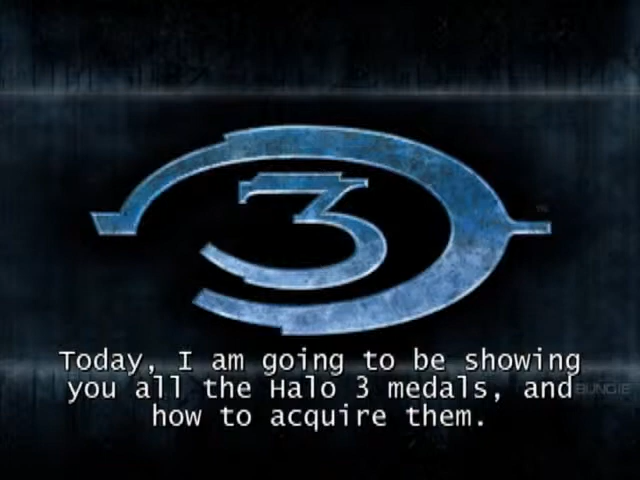 3
™
Today, I am going to be showing
you all the Halo 3 medals, and
BUNGIE
how to acquire them.